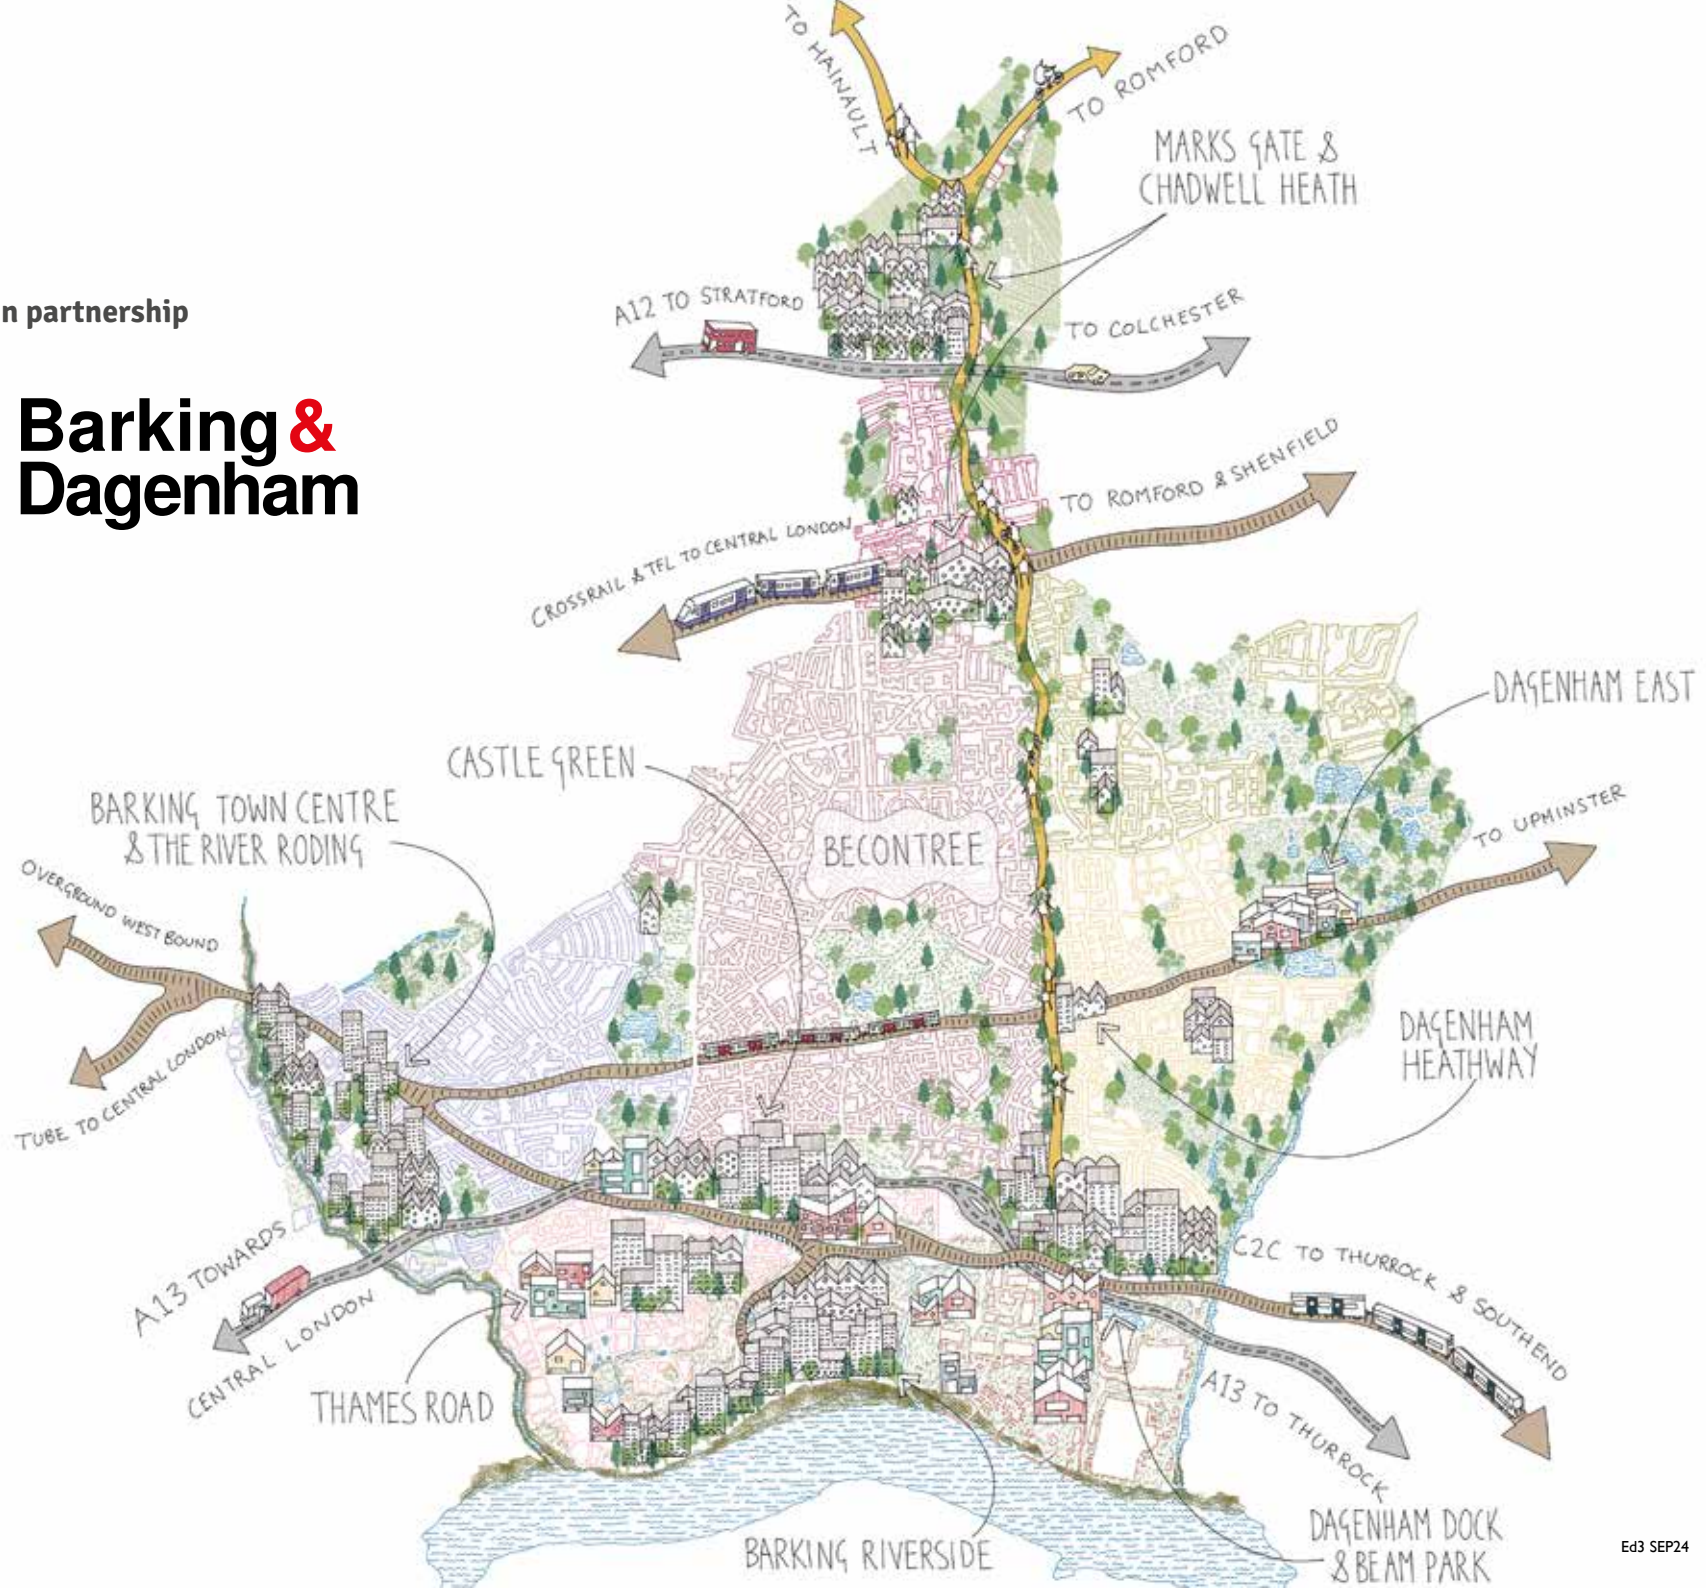 TO HAINAULT
TO ROMFORD
MARKS GATE &
CHADWELL HEATH
n partnership
A12 TO STRATFORD
TO COLCHESTER
Barking &
Dagenham
TO ROMFORD & SHENFIELD
CROSSRAIL & TFL TO CENTRAL LONDON
DAGENHAM EAST
CASTLE GREEN
BARKING TOWN CENTRE
& THE RIVER RODING
BECONTREE
TO UPMINSTER
OVERGROUND WEST BOUND
TUBE TO CENTRAL LONDON
DAGENHAM
HEATHWAY
A13 TOWARDS
CENTRAL LONDON
C2C TO THURROCK & SOUTHEND
THAMES ROAD
A13 TO THURROCK
BARKING RIVERSIDE
DAGENHAM DOCK
& BEAM PARK
Ed3 SEP24